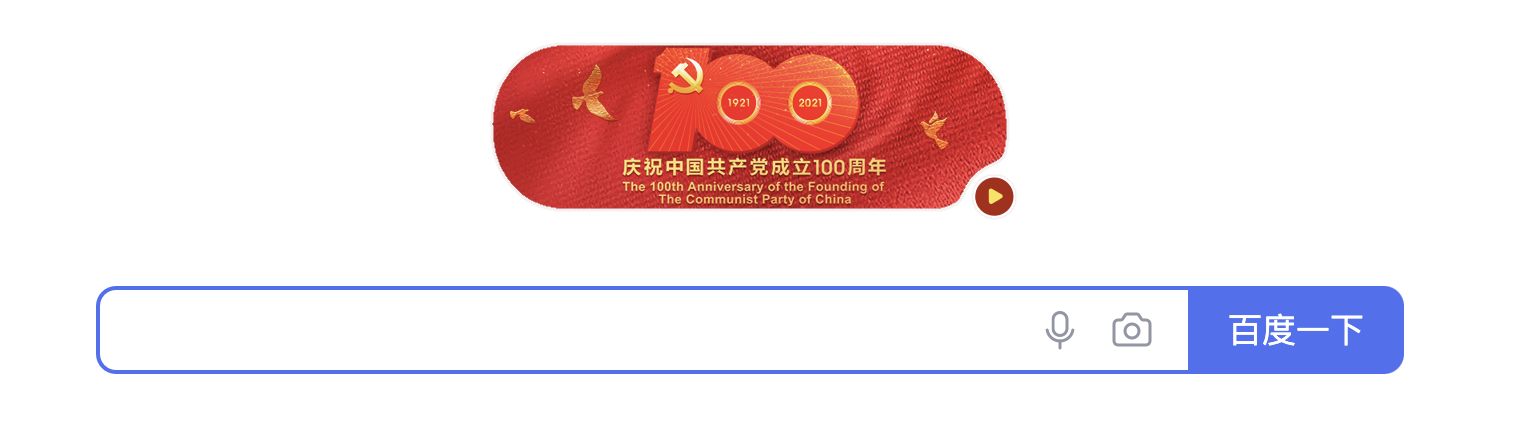 100
1921
2021
庆祝中国共产党成立100周年
The 100th Anniversary of the Founding of
The Communist Party of China
百度一下